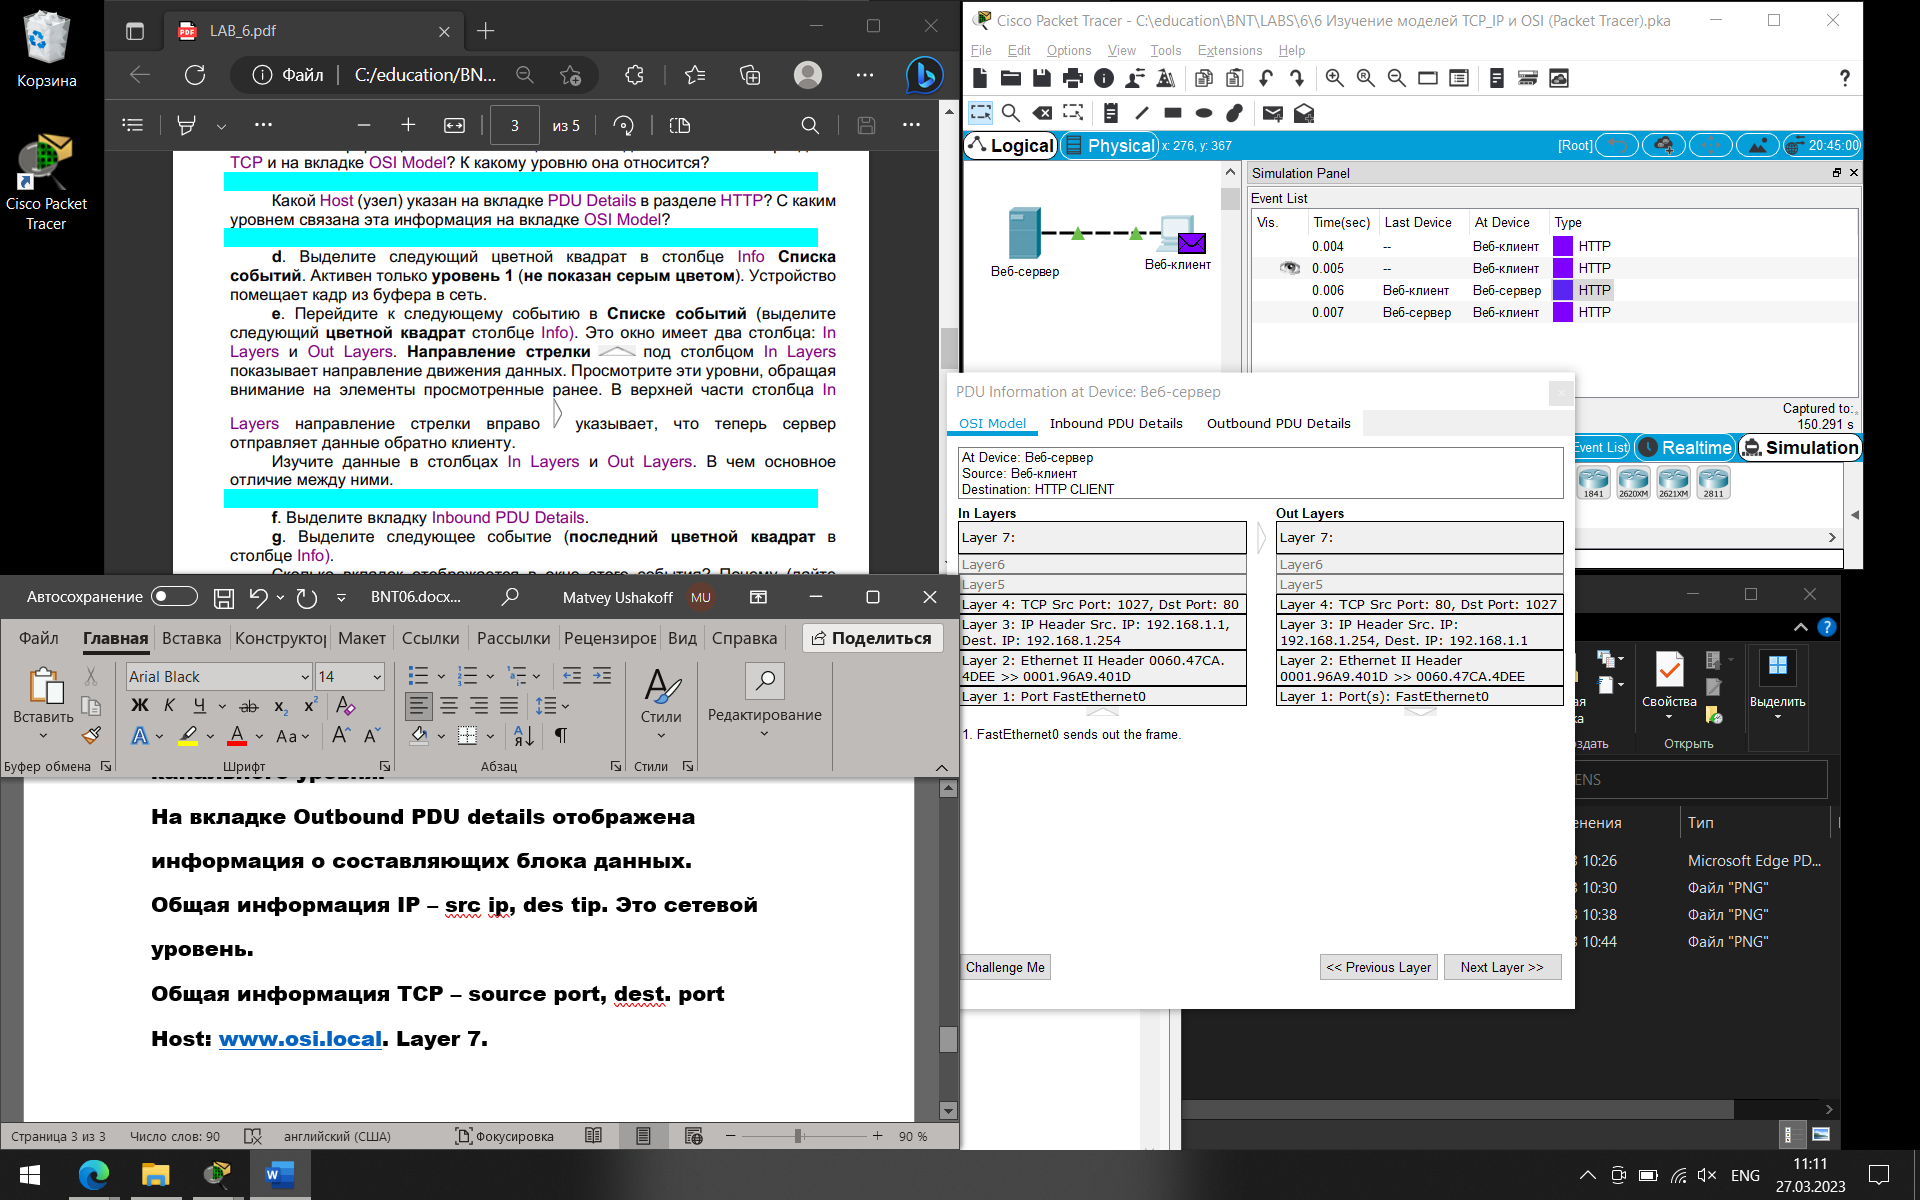 Корзина
Cisco Packet
Tracer
LAB_6.pdf
Файл
C:/education/BN...
3
из 5
TCP и на вкладке OSI Model? К какому уровню она относится?
Какой Host (узел) указан на вкладке PDU Details в разделе HTTP? С каким
уровнем связана эта информация на вкладке OSI Model?
d. Выделите следующий цветной квадрат в столбце Info Списка
событий. Активен только уровень 1 (не показан серым цветом). Устройство
помещает кадр из буфера в сеть.
e. Перейдите к следующему событию в Списке событий (выделите
следующий цветной квадрат столбце Info). Это окно имеет два столбца: In
Layers и Out Layers. Направление стрелки под столбцом In Layers
показывает направление движения данных. Просмотрите эти уровни, обращая
внимание на элементы просмотренные ранее. В верхней части столбца In
Layers направление стрелки вправо указывает, что теперь сервер
отправляет данные обратно клиенту.
Изучите данные в столбцах In Layers и Out Layers. В чем основное
отличие между ними.
f. Выделите вкладку Inbound PDU Details.
g. Выделите следующее событие (последний цветной квадрат в
столбце Info).
Cisco Packet Tracer - C:\education\BNT\LABS\6\6 Изучение моделей TCP_IP и OSI (Packet Tracer).pka
File Edit Options View Tools Extensions Help
Logical Physical x: 276, y: 367 [Root] 20:45:00
Веб-сервер
Веб-клиент
Simulation Panel
Event List
Vis. Time(sec) Last Device At Device Type
0.004 -- Веб-клиент HTTP
0.005 -- Веб-клиент HTTP
0.006 Веб-клиент Веб-сервер HTTP
0.007 Веб-сервер Веб-клиент HTTP
Captured to:
150.291 s
Event List Realtime Simulation
1841 2620XM 2621XM 2811
PDU Information at Device: Веб-сервер
OSI Model Inbound PDU Details Outbound PDU Details
At Device: Веб-сервер
Source: Веб-клиент
Destination: HTTP CLIENT
In Layers
Layer 7:
Layer6
Layer5
Layer 4: TCP Src Port: 1027, Dst Port: 80
Layer 3: IP Header Src. IP: 192.168.1.1,
Dest. IP: 192.168.1.254
Layer 2: Ethernet II Header 0060.47CA.
4DEE >> 0001.96A9.401D
Layer 1: Port FastEthernet0
Out Layers
Layer 7:
Layer6
Layer5
Layer 4: TCP Src Port: 80, Dst Port: 1027
Layer 3: IP Header Src. IP:
192.168.1.254, Dest. IP: 192.168.1.1
Layer 2: Ethernet II Header
0001.96A9.401D >> 0060.47CA.4DEE
Layer 1: Port(s): FastEthernet0
1. FastEthernet0 sends out the frame.
Challenge Me << Previous Layer Next Layer >>
Автосохранение BNT06.docx... Matvey Ushakoff MU
Файл Главная Вставка Конструктор Макет Ссылки Рассылки Рецензиров Вид Справка Поделиться
Arial Black 14
Вставить
Стили
Редактирование
Буфер обмена Шрифт Абзац Стили
На вкладке Outbound PDU details отображена
информация о составляющих блока данных.
Общая информация IP – src ip, des tip. Это сетевой
уровень.
Общая информация TCP – source port, dest. port
Host: www.osi.local. Layer 7.
Страница 3 из 3 Число слов: 90 английский (США) Фокусировка 90 %
Свойства
Выделить
Открыть
Тип
10:26 Microsoft Edge PD...
10:30 Файл "PNG"
10:38 Файл "PNG"
10:44 Файл "PNG"
ENG
11:11
27.03.2023